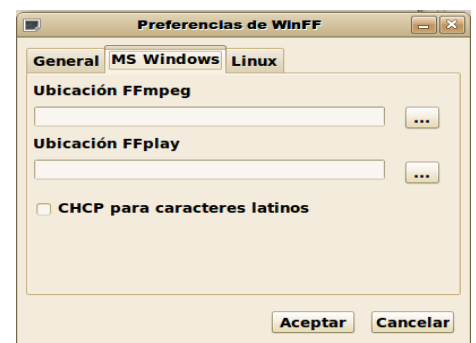 Preferencias de WinFF
General MS Windows Linux
Ubicación FFmpeg
...
Ubicación FFplay
...
CHCP para caracteres latinos
Aceptar Cancelar